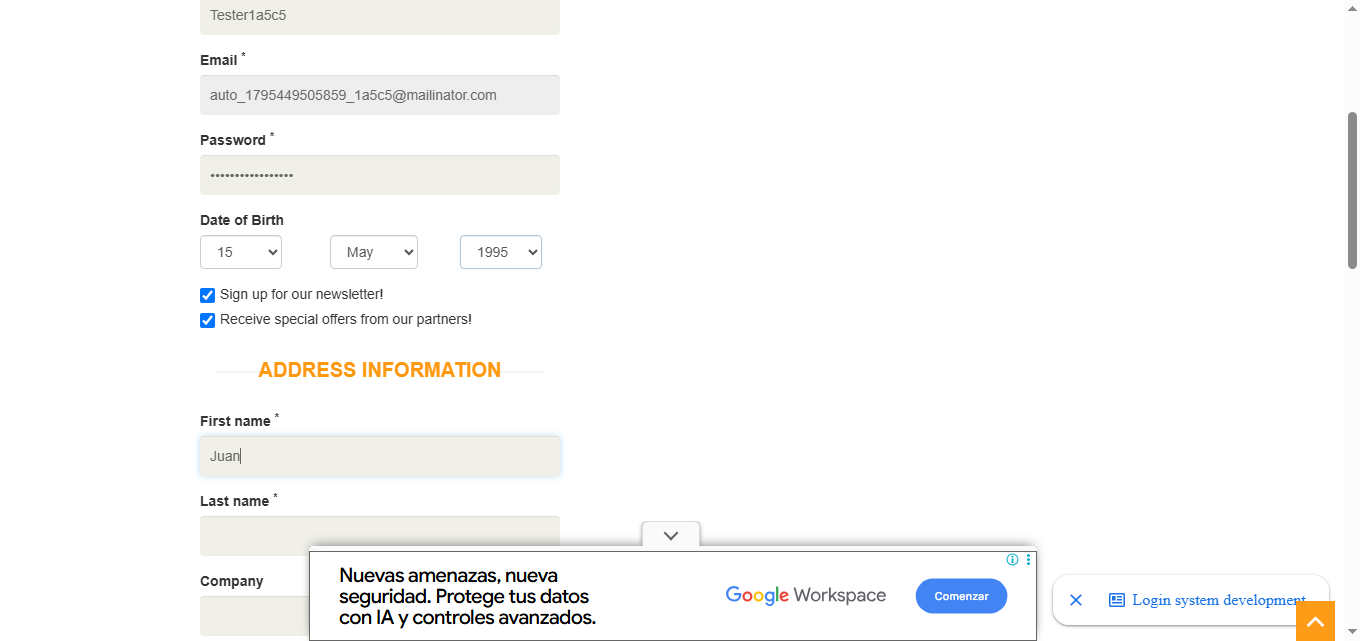 Tester1a5c5
Email *
auto_1795449505859_1a5c5@mailinator.com
Password *
•••••••••••••••••
Date of Birth
15 May 1995
Sign up for our newsletter!
Receive special offers from our partners!
ADDRESS INFORMATION
First name *
Juan
Last name *
Company
Nuevas amenazas, nueva
seguridad. Protege tus datos
con IA y controles avanzados.
Google Workspace
Comenzar
Login system development